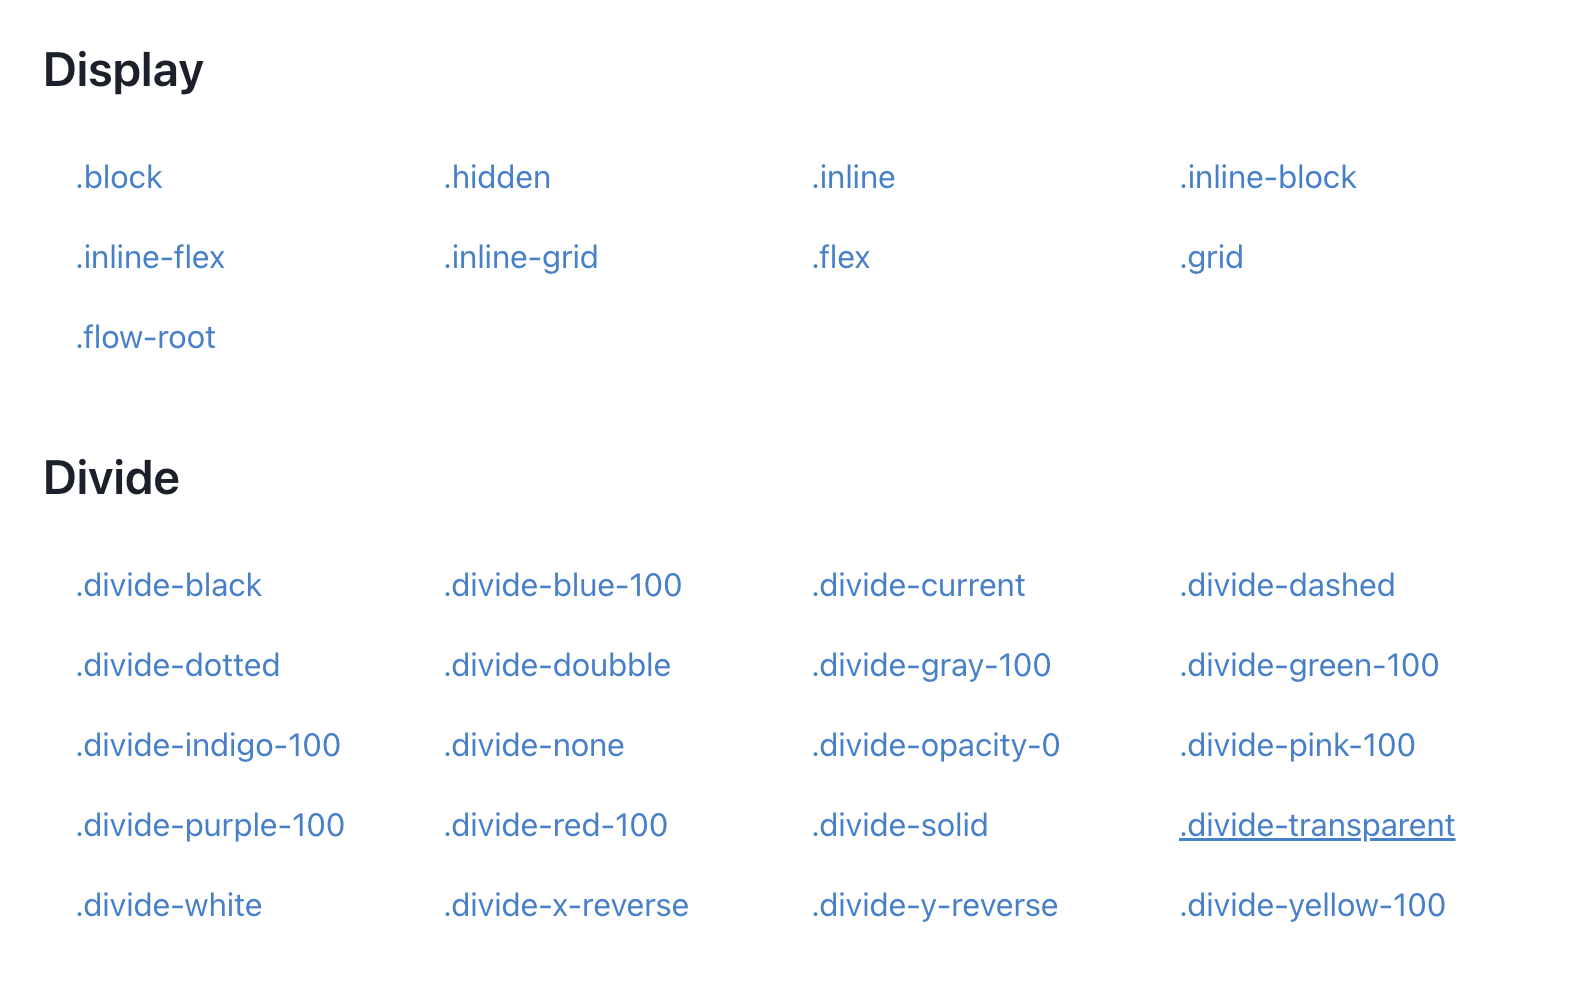 Display
.block .hidden .inline .inline-block
.inline-flex .inline-grid .flex .grid
.flow-root
Divide
.divide-black .divide-blue-100 .divide-current .divide-dashed
.divide-dotted .divide-doubble .divide-gray-100 .divide-green-100
.divide-indigo-100 .divide-none .divide-opacity-0 .divide-pink-100
.divide-purple-100 .divide-red-100 .divide-solid .divide-transparent
.divide-white .divide-x-reverse .divide-y-reverse .divide-yellow-100